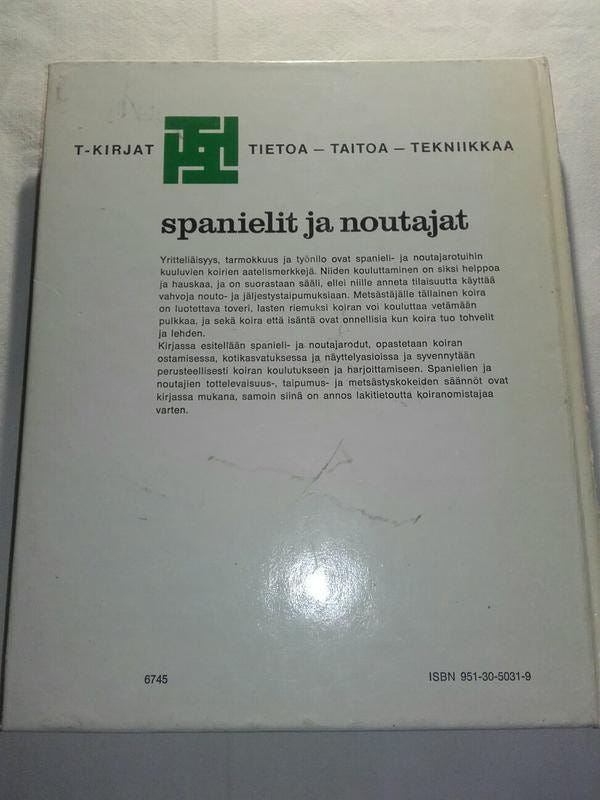 T-KIRJAT TIETOA – TAITOA – TEKNIIKKAA
spanielit ja noutajat
Yritteliäisyys, tarmokkuus ja työnilo ovat spanieli- ja noutajarotuihin
kuuluvien koirien aatelismerkkejä. Niiden kouluttaminen on siksi helppoa
ja hauskaa, ja on suorastaan sääli, ellei niille anneta tilaisuutta käyttää
vahvoja nouto- ja jäljestystaipumuksiaan. Metsästäjälle tällainen koira
on luotettava toveri, lasten riemuksi koiran voi kouluttaa vetämään
pulkkaa, ja sekä koira että isäntä ovat onnellisia kun koira tuo tohvelit
ja lehden.
Kirjassa esitellään spanieli- ja noutajarodut, opastetaan koiran
ostamisessa, kotikasvatuksessa ja näyttelyasioissa ja syvennytään
perusteellisesti koiran koulutukseen ja harjoittamiseen. Spanielien ja
noutajien tottelevaisuus-, taipumus- ja metsästyskokeiden säännöt ovat
kirjassa mukana, samoin siinä on annos lakitietoutta koiranomistajaa
varten.
6745 ISBN 951-30-5031-9